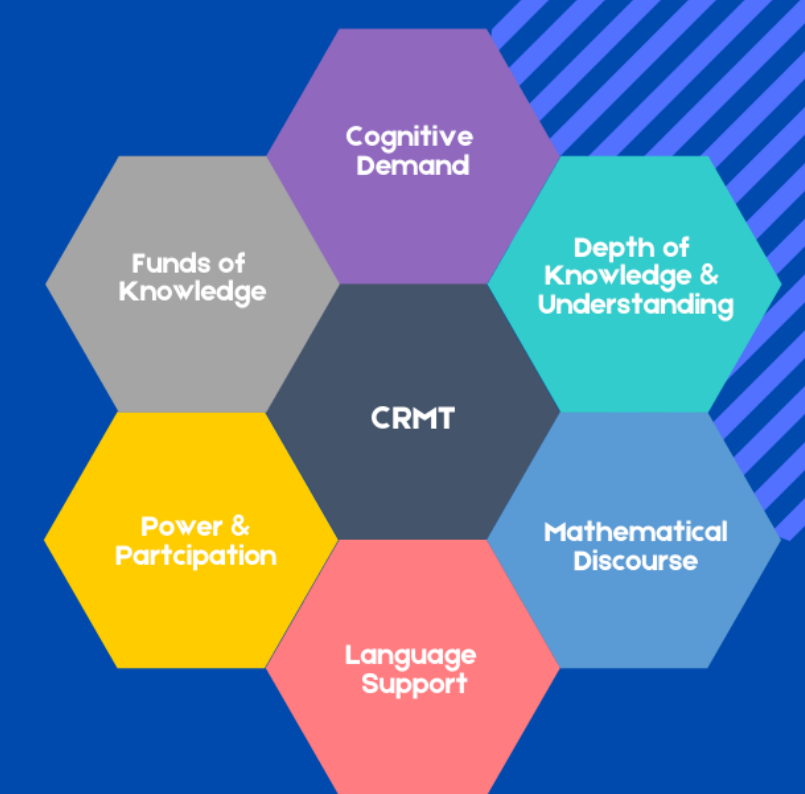 Cognitive
Demand
Depth of
Knowledge &
Understanding
Funds of
Knowledge
CRMT
Power &
Partcipation
Mathematical
Discourse
Language
Support